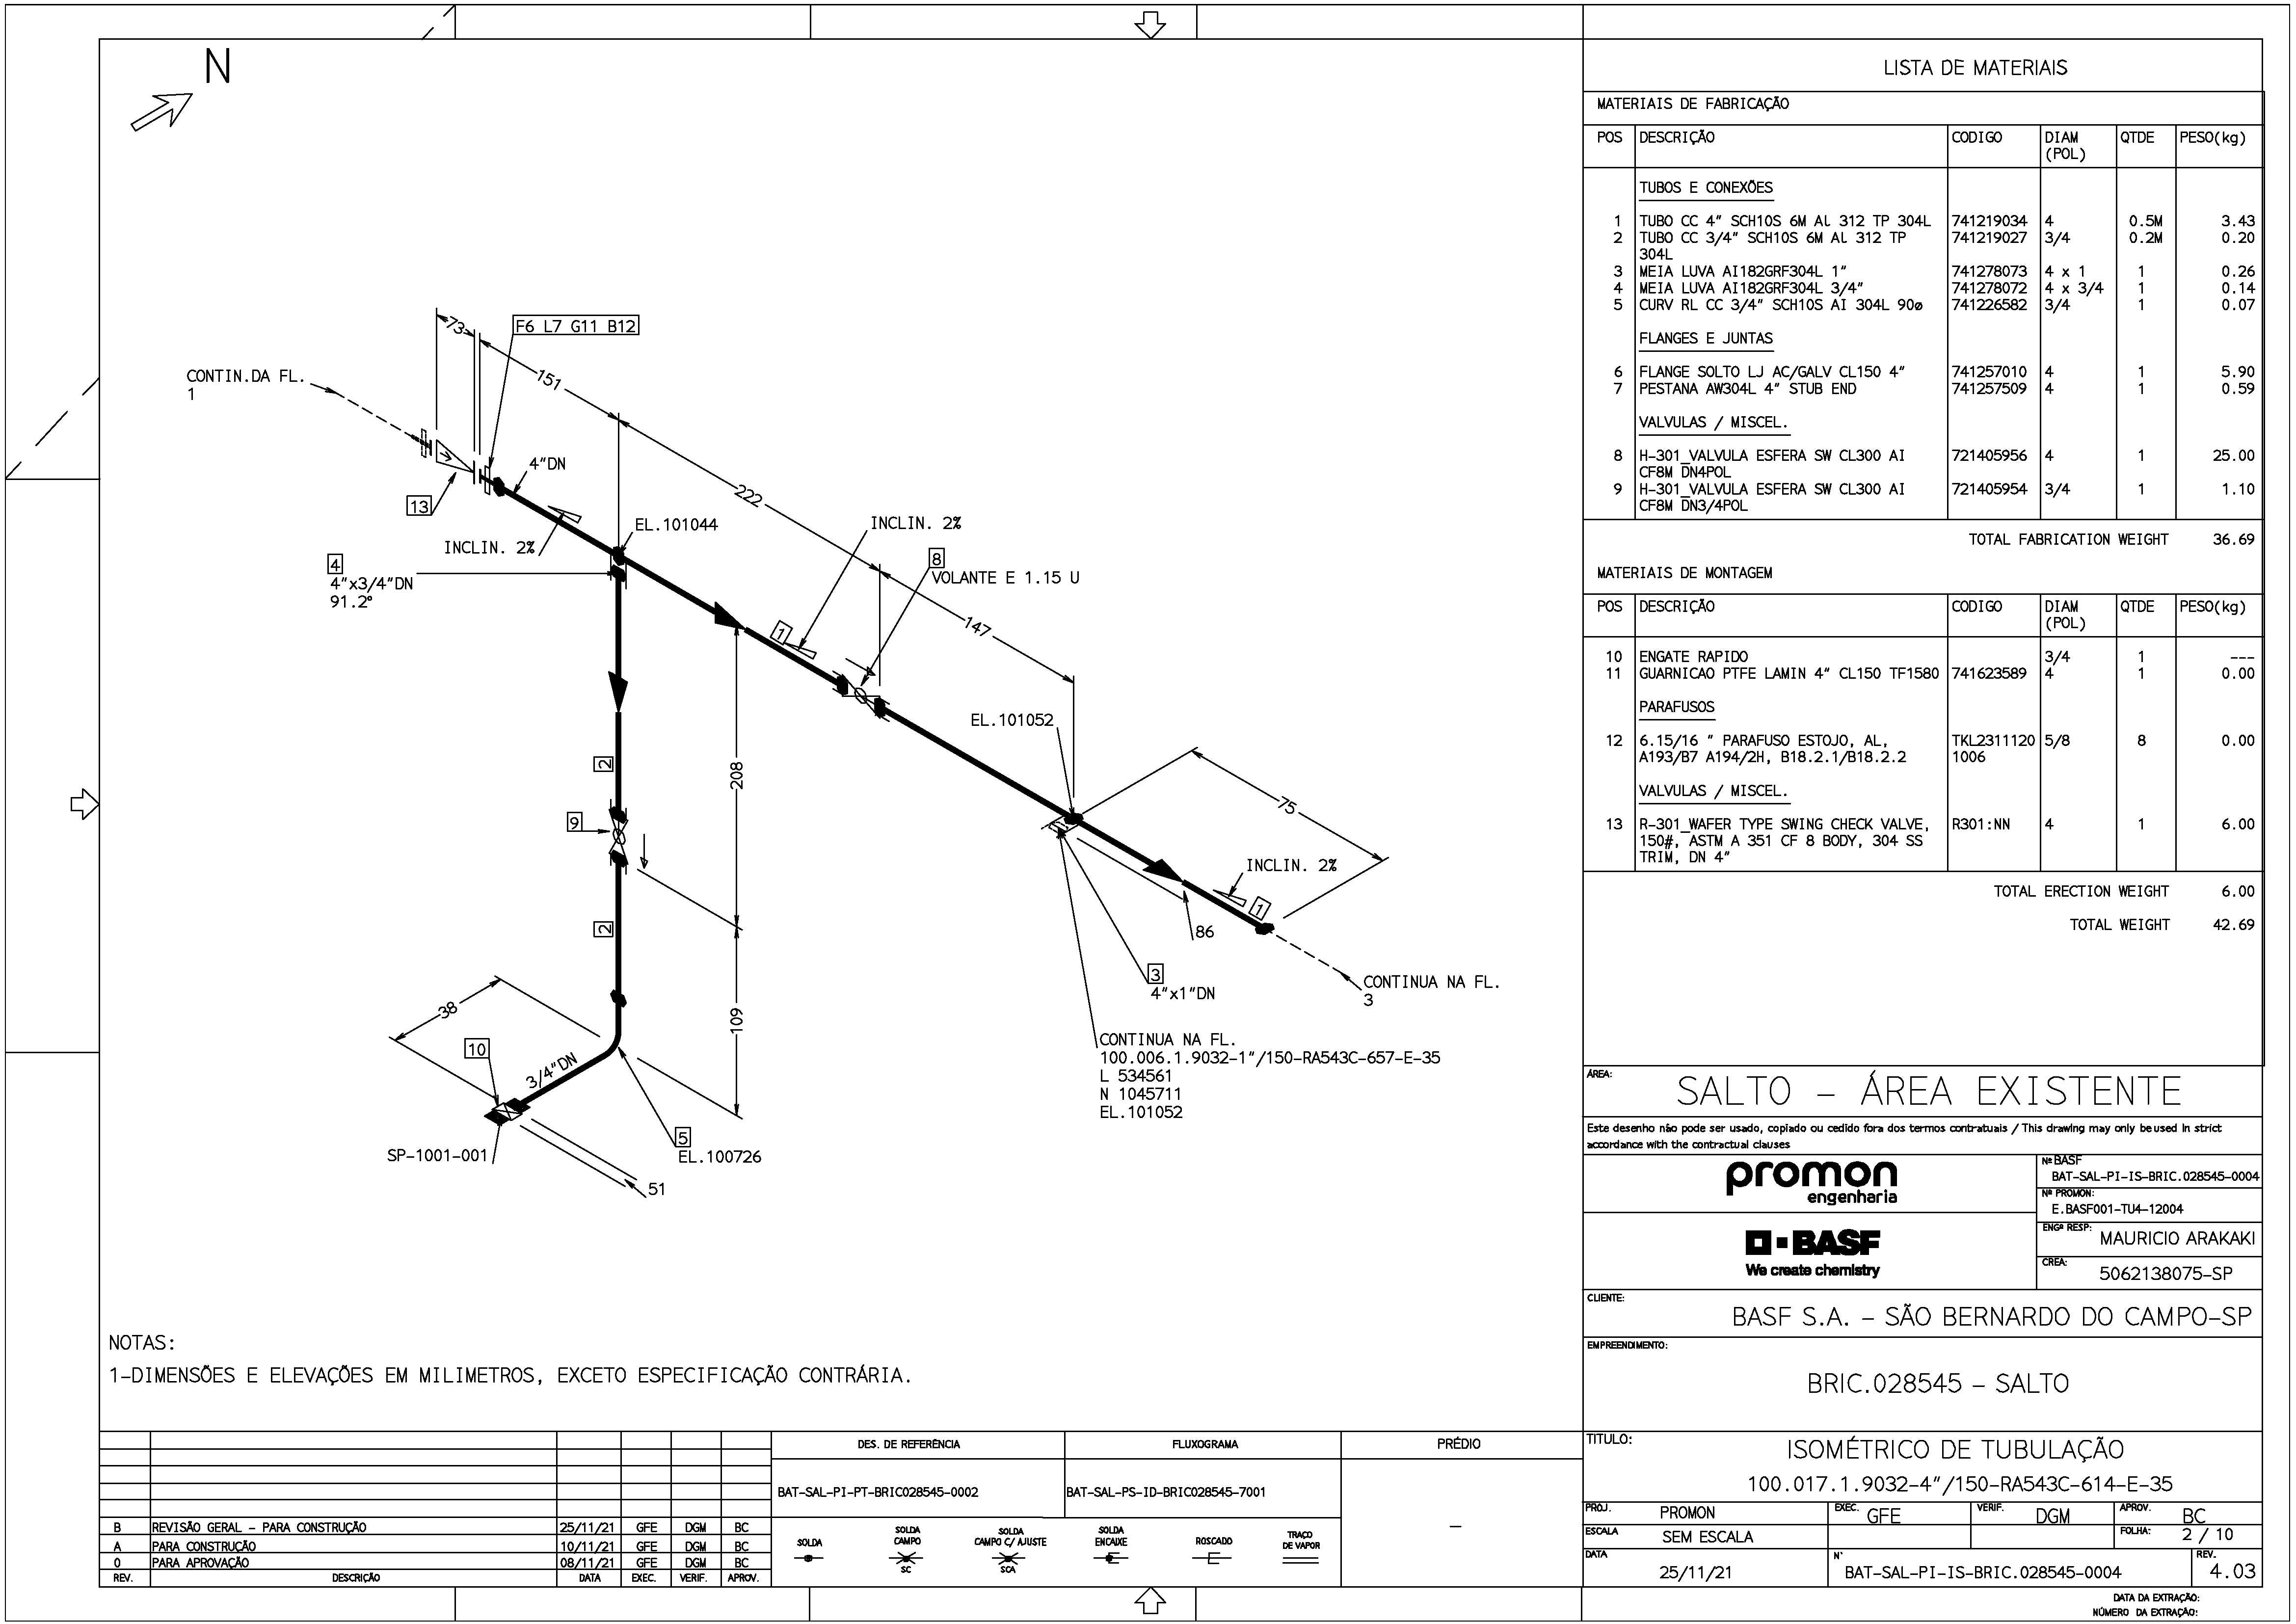 N
CONTIN.DA FL.
1
73
F6 L7 G11 B12
151
4"DN
13
INCLIN. 2%
EL.101044
222
INCLIN. 2%
4
4"x3/4"DN
91.2°
8
VOLANTE E 1.15 U
147
1
208
EL.101052
2
9
75
INCLIN. 2%
1
86
2
3
4"x1"DN
CONTINUA NA FL.
3
38
109
10
3/4"DN
CONTINUA NA FL.
100.006.1.9032-1"/150-RA543C-657-E-35
L 534561
N 1045711
EL.101052
5
EL.100726
SP-1001-001
51
NOTAS:
1-DIMENSÕES E ELEVAÇÕES EM MILIMETROS, EXCETO ESPECIFICAÇÃO CONTRÁRIA.
LISTA DE MATERIAIS
MATERIAIS DE FABRICAÇÃO
POS DESCRIÇÃO CODIGO DIAM (POL) QTDE PESO(kg)
TUBOS E CONEXÕES
1 TUBO CC 4" SCH10S 6M AL 312 TP 304L 741219034 4 0.5M 3.43
2 TUBO CC 3/4" SCH10S 6M AL 312 TP 741219027 3/4 0.2M 0.20
304L
3 MEIA LUVA AI182GRF304L 1" 741278073 4 x 1 1 0.26
4 MEIA LUVA AI182GRF304L 3/4" 741278072 4 x 3/4 1 0.14
5 CURV RL CC 3/4" SCH10S AI 304L 90ø 741226582 3/4 1 0.07
FLANGES E JUNTAS
6 FLANGE SOLTO LJ AC/GALV CL150 4" 741257010 4 1 5.90
7 PESTANA AW304L 4" STUB END 741257509 4 1 0.59
VALVULAS / MISCEL.
8 H-301_VALVULA ESFERA SW CL300 AI 721405956 4 1 25.00
CF8M DN4POL
9 H-301_VALVULA ESFERA SW CL300 AI 721405954 3/4 1 1.10
CF8M DN3/4POL
TOTAL FABRICATION WEIGHT 36.69
MATERIAIS DE MONTAGEM
POS DESCRIÇÃO CODIGO DIAM (POL) QTDE PESO(kg)
10 ENGATE RAPIDO 3/4 1 ---
11 GUARNICAO PTFE LAMIN 4" CL150 TF1580 741623589 4 1 0.00
PARAFUSOS
12 6.15/16 " PARAFUSO ESTOJO, AL, TKL2311120 5/8 8 0.00
A193/B7 A194/2H, B18.2.1/B18.2.2 1006
VALVULAS / MISCEL.
13 R-301_WAFER TYPE SWING CHECK VALVE, R301:NN 4 1 6.00
150#, ASTM A 351 CF 8 BODY, 304 SS
TRIM, DN 4"
TOTAL ERECTION WEIGHT 6.00
TOTAL WEIGHT 42.69
ÁREA:
SALTO - ÁREA EXISTENTE
Este desenho não pode ser usado, copiado ou cedido fora dos termos contratuais / This drawing may only be used in strict
accordance with the contractual clauses
promon
engenharia
Nº BASF
BAT-SAL-PI-IS-BRIC.028545-0004
Nº PROMON:
E.BASF001-TU4-12004
BASF
We create chemistry
ENGº RESP:
MAURICIO ARAKAKI
CREA:
5062138075-SP
CLIENTE:
BASF S.A. - SÃO BERNARDO DO CAMPO-SP
EMPREENDIMENTO:
BRIC.028545 - SALTO
TITULO:
ISOMÉTRICO DE TUBULAÇÃO
100.017.1.9032-4"/150-RA543C-614-E-35
PROJ. PROMON EXEC. GFE VERIF. DGM APROV. BC
ESCALA SEM ESCALA FOLHA: 2 / 10
DATA 25/11/21 N° BAT-SAL-PI-IS-BRIC.028545-0004 REV. 4.03
DATA DA EXTRAÇÃO:
NÚMERO DA EXTRAÇÃO:
B REVISÃO GERAL - PARA CONSTRUÇÃO 25/11/21 GFE DGM BC
A PARA CONSTRUÇÃO 10/11/21 GFE DGM BC
0 PARA APROVAÇÃO 08/11/21 GFE DGM BC
REV. DESCRIÇÃO DATA EXEC. VERIF. APROV.
DES. DE REFERÊNCIA FLUXOGRAMA PRÉDIO
BAT-SAL-PI-PT-BRIC028545-0002 BAT-SAL-PS-ID-BRIC028545-7001 -
SOLDA
SOLDA CAMPO
SC
SOLDA CAMPO C/ AJUSTE
SCA
SOLDA ENCAIXE
ROSCADO
TRAÇO DE VAPOR